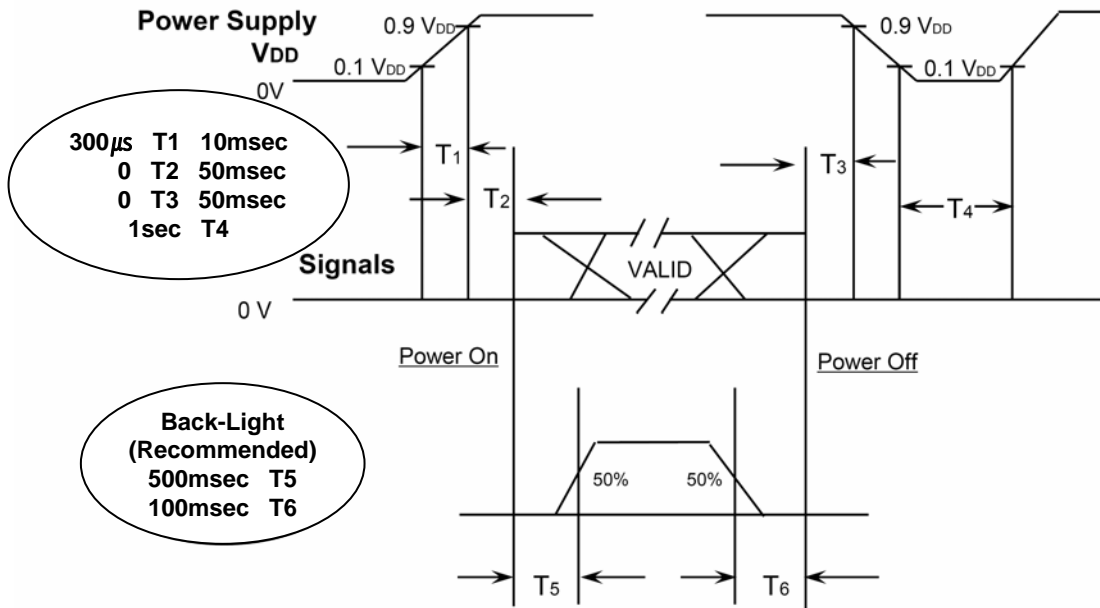 Power Supply
VDD
0.9 VDD
0.1 VDD
0V
0.9 VDD
0.1 VDD
300㎲ T1 10msec
0 T2 50msec
0 T3 50msec
1sec T4
T1
T2
T3
T4
Signals
VALID
0 V
Power On
Power Off
Back-Light
(Recommended)
500msec T5
100msec T6
50%
50%
T5
T6